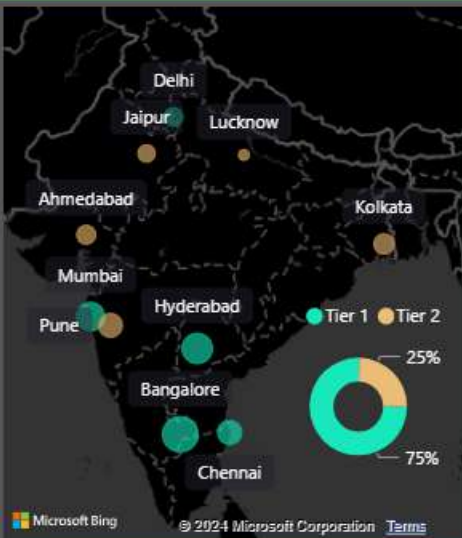 Delhi
Jaipur
Lucknow
Ahmedabad
Kolkata
Mumbai
Pune
Hyderabad
Tier 1 Tier 2
25%
Bangalore
75%
Chennai
Microsoft Bing
© 2024 Microsoft Corporation Terms